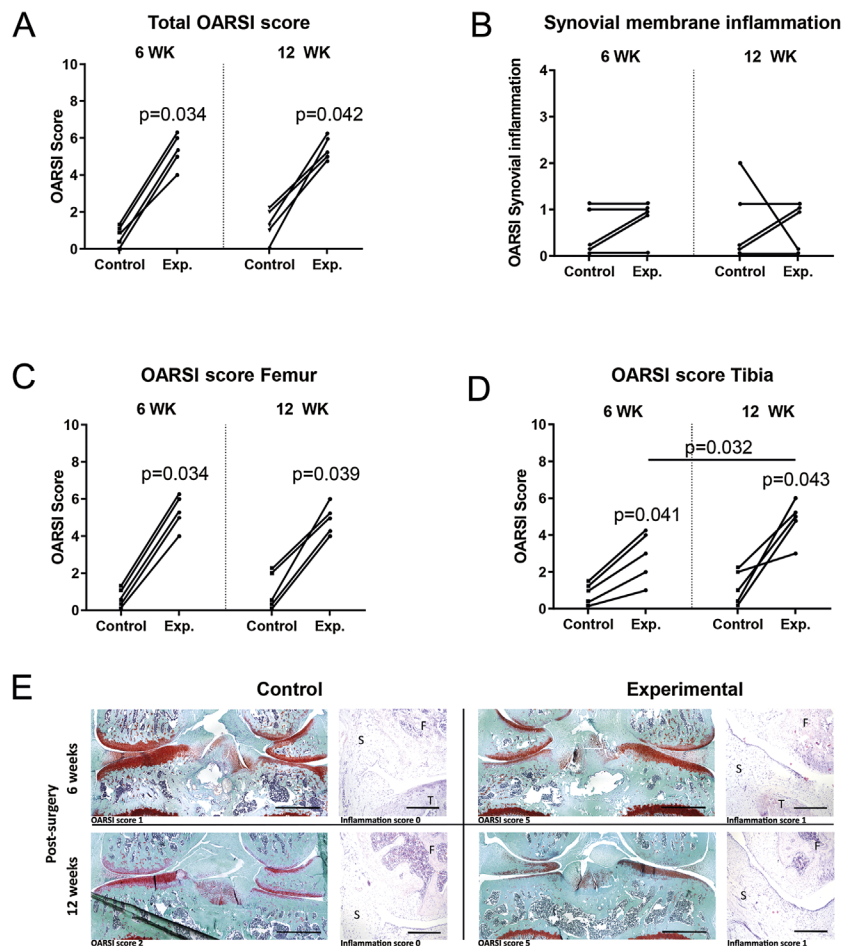 A
Total OARSI score
6 WK
12 WK
OARSI Score
10
8
6
4
2
0
p=0.034
p=0.042
Control
Exp.
Control
Exp.
B
Synovial membrane inflammation
6 WK
12 WK
OARSI Synovial inflammation
4
3
2
1
0
Control
Exp.
Control
Exp.
C
OARSI score Femur
6 WK
12 WK
OARSI Score
10
8
6
4
2
0
p=0.034
p=0.039
Control
Exp.
Control
Exp.
D
OARSI score Tibia
6 WK
12 WK
OARSI Score
10
8
6
4
2
0
p=0.032
p=0.041
p=0.043
Control
Exp.
Control
Exp.
E
Control
Experimental
Post-surgery
6 weeks
S
F
T
OARSI score 1
Inflammation score 0
S
F
T
OARSI score 5
Inflammation score 1
12 weeks
F
S
OARSI score 2
Inflammation score 0
F
S
OARSI score 5
Inflammation score 1